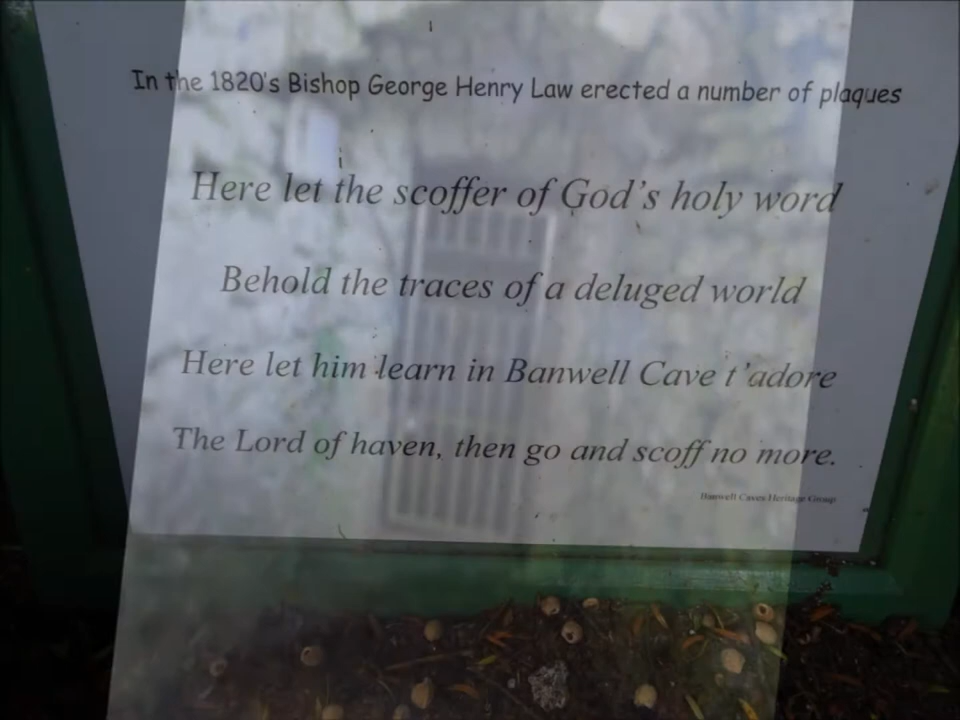 In the 1820's Bishop George Henry Law erected a number of plaques
Here let the scoffer of God's holy word
Behold the traces of a deluged world
Here let him learn in Banwell Cave t'adore
The Lord of haven, then go and scoff no more.
Banwell Caves Heritage Group